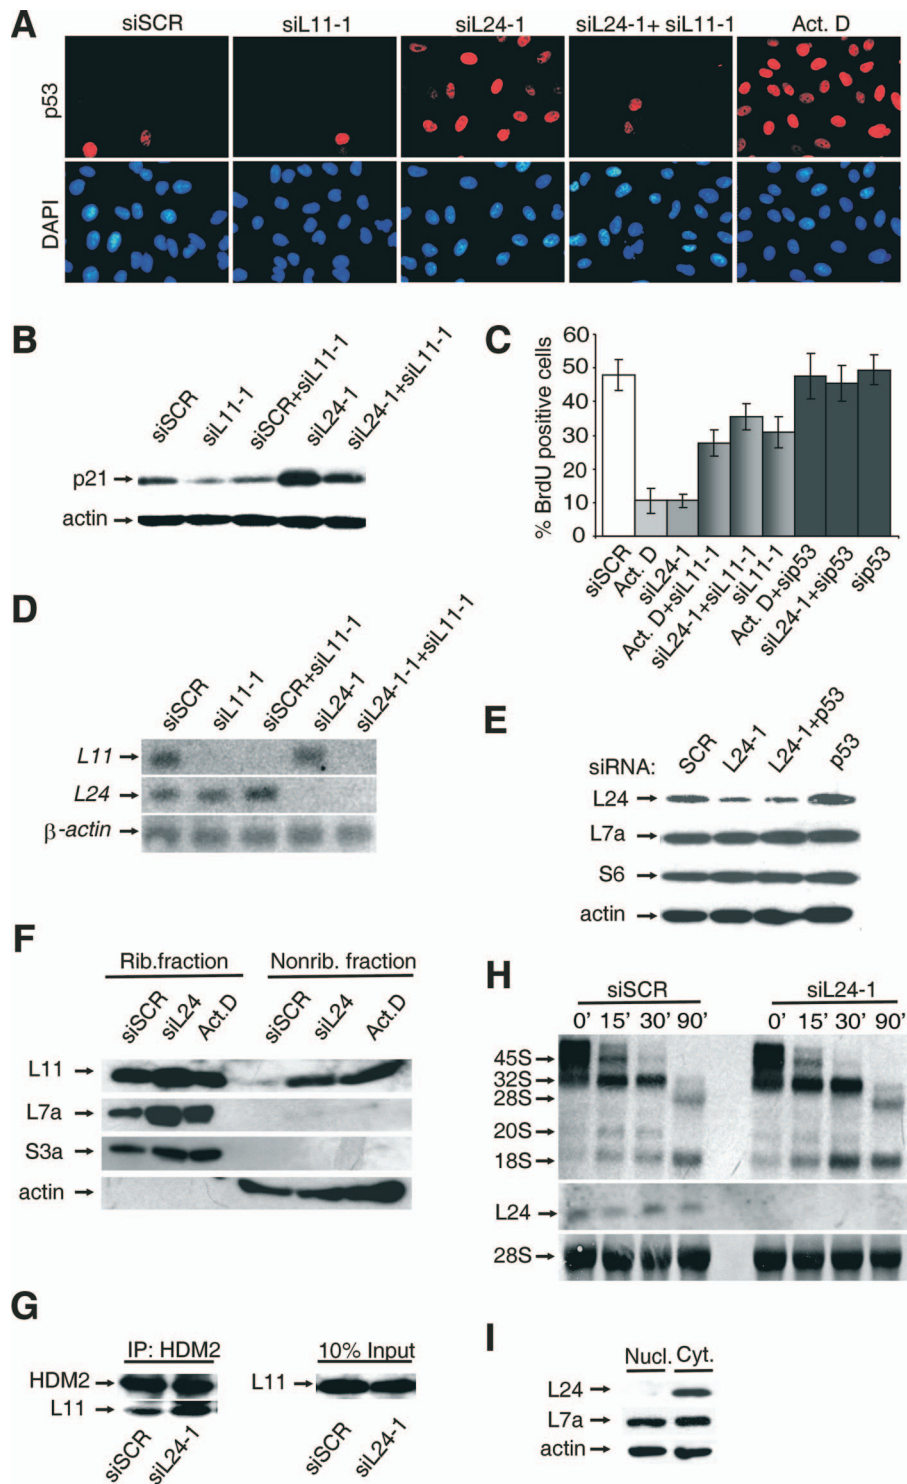 A
siSCR
siL11-1
siL24-1
siL24-1+ siL11-1
Act. D
p53
DAPI
B
siSCR
siL11-1
siSCR+siL11-1
siL24-1
siL24-1+siL11-1
p21
actin
C
% BrdU positive cells
60
50
40
30
20
10
0
siSCR
Act. D
siL24-1
Act. D+siL11-1
siL24-1+siL11-1
siL11-1
Act. D+sip53
siL24-1+sip53
sip53
D
siSCR
siL11-1
siSCR+siL11-1
siL24-1
siL24-1-1+siL11-1
L11
L24
β-actin
E
siRNA:
SCR
L24-1
L24-1+p53
p53
L24
L7a
S6
actin
F
Rib.fraction
Nonrib. fraction
siSCR
siL24
Act.D
siSCR
siL24
Act.D
L11
L7a
S3a
actin
H
siSCR
siL24-1
0' 15' 30' 90'
0' 15' 30' 90'
45S
32S
28S
20S
18S
L24
28S
G
IP: HDM2
10% Input
HDM2
L11
L11
siSCR
siL24-1
siSCR
siL24-1
I
Nucl. Cyt.
L24
L7a
actin